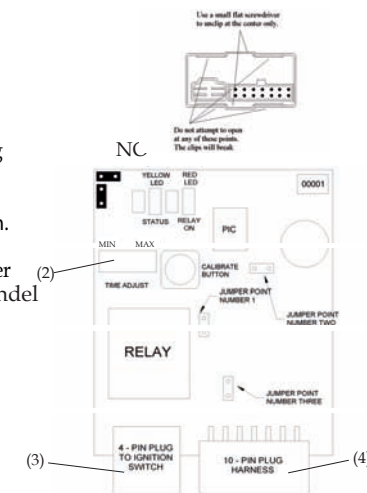 Use a small flat screwdriver
to unclip at the center only.
Do not attempt to open
at any of these points.
The clips will break
g
NC
n.
er
ndel
YELLOW
LED
RED
LED
00001
STATUS
RELAY
ON
PIC
MIN
MAX
(2)
TIME ADJUST
CALIBRATE
BUTTON
JUMPER POINT
NUMBER 1
JUMPER POINT
NUMBER TWO
RELAY
JUMPER POINT
NUMBER THREE
4 - PIN PLUG
TO IGNITION
SWITCH
(3)
10 - PIN PLUG
HARNESS
(4)